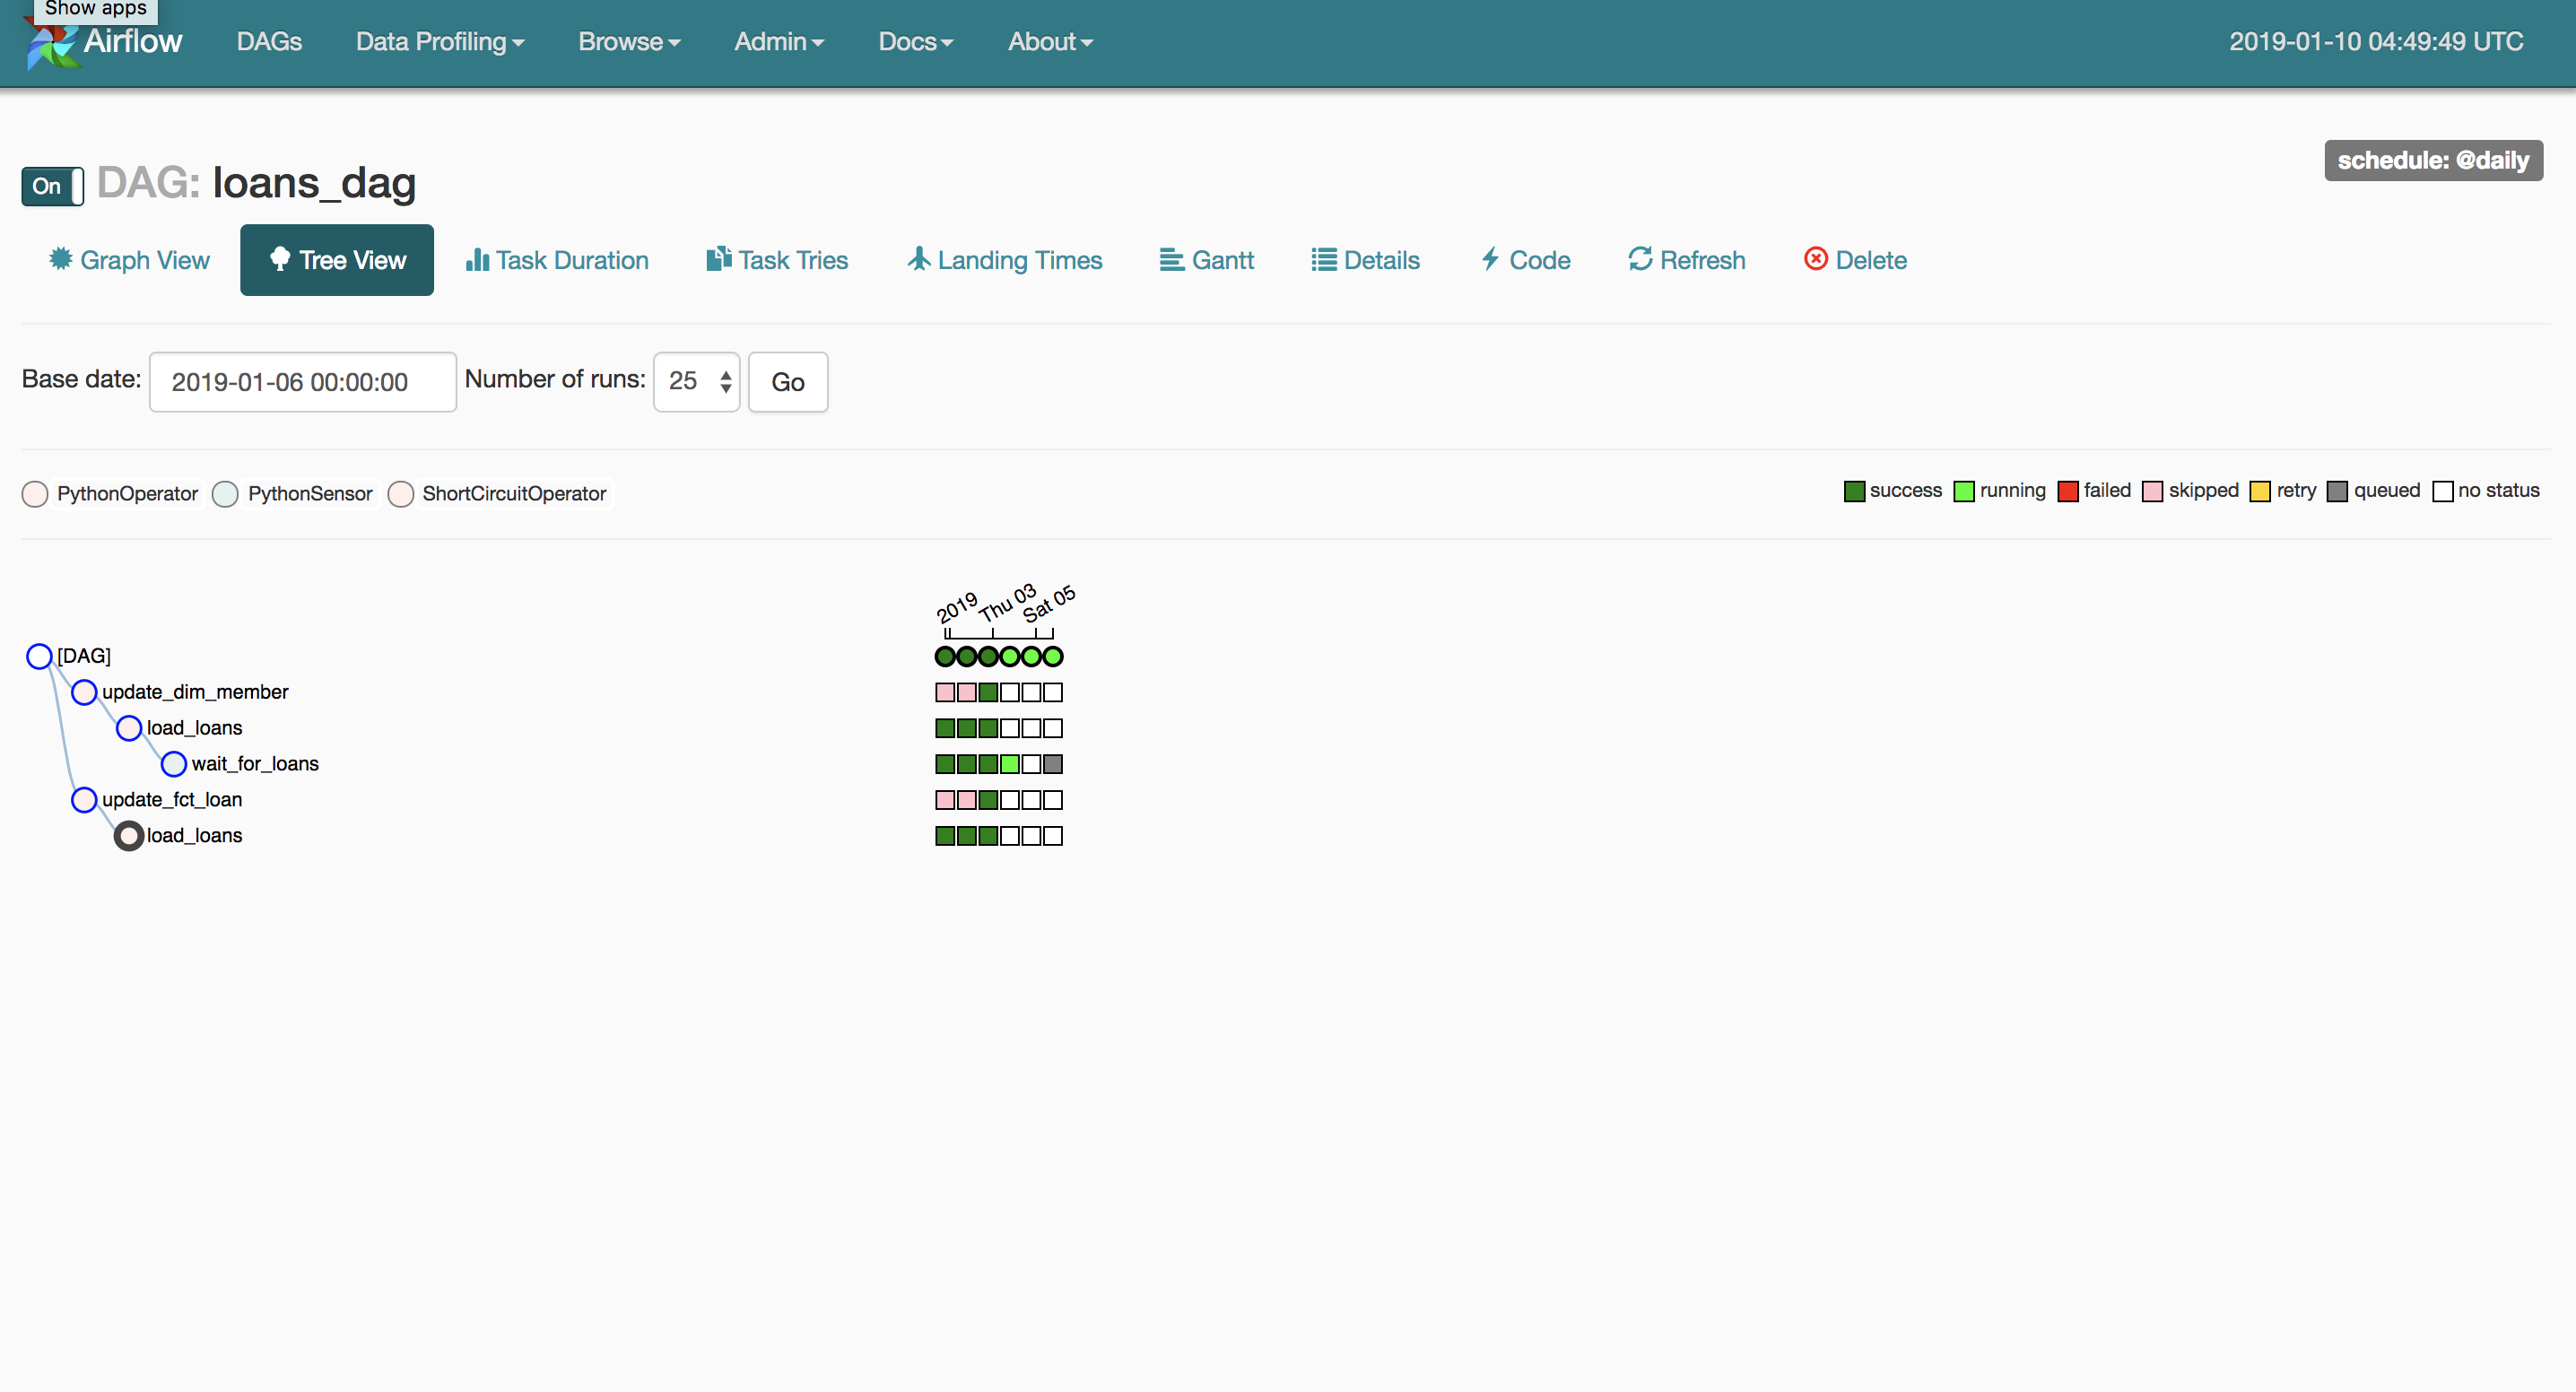 Show apps
Airflow DAGs Data Profiling Browse Admin Docs About 2019-01-10 04:49:49 UTC
schedule: @daily
On DAG: loans_dag
Graph View Tree View Task Duration Task Tries Landing Times Gantt Details Code Refresh Delete
Base date: 2019-01-06 00:00:00 Number of runs: 25 Go
PythonOperator PythonSensor ShortCircuitOperator success running failed skipped retry queued no status
2019 Thu 03 Sat 05
[DAG]
update_dim_member
load_loans
wait_for_loans
update_fct_loan
load_loans